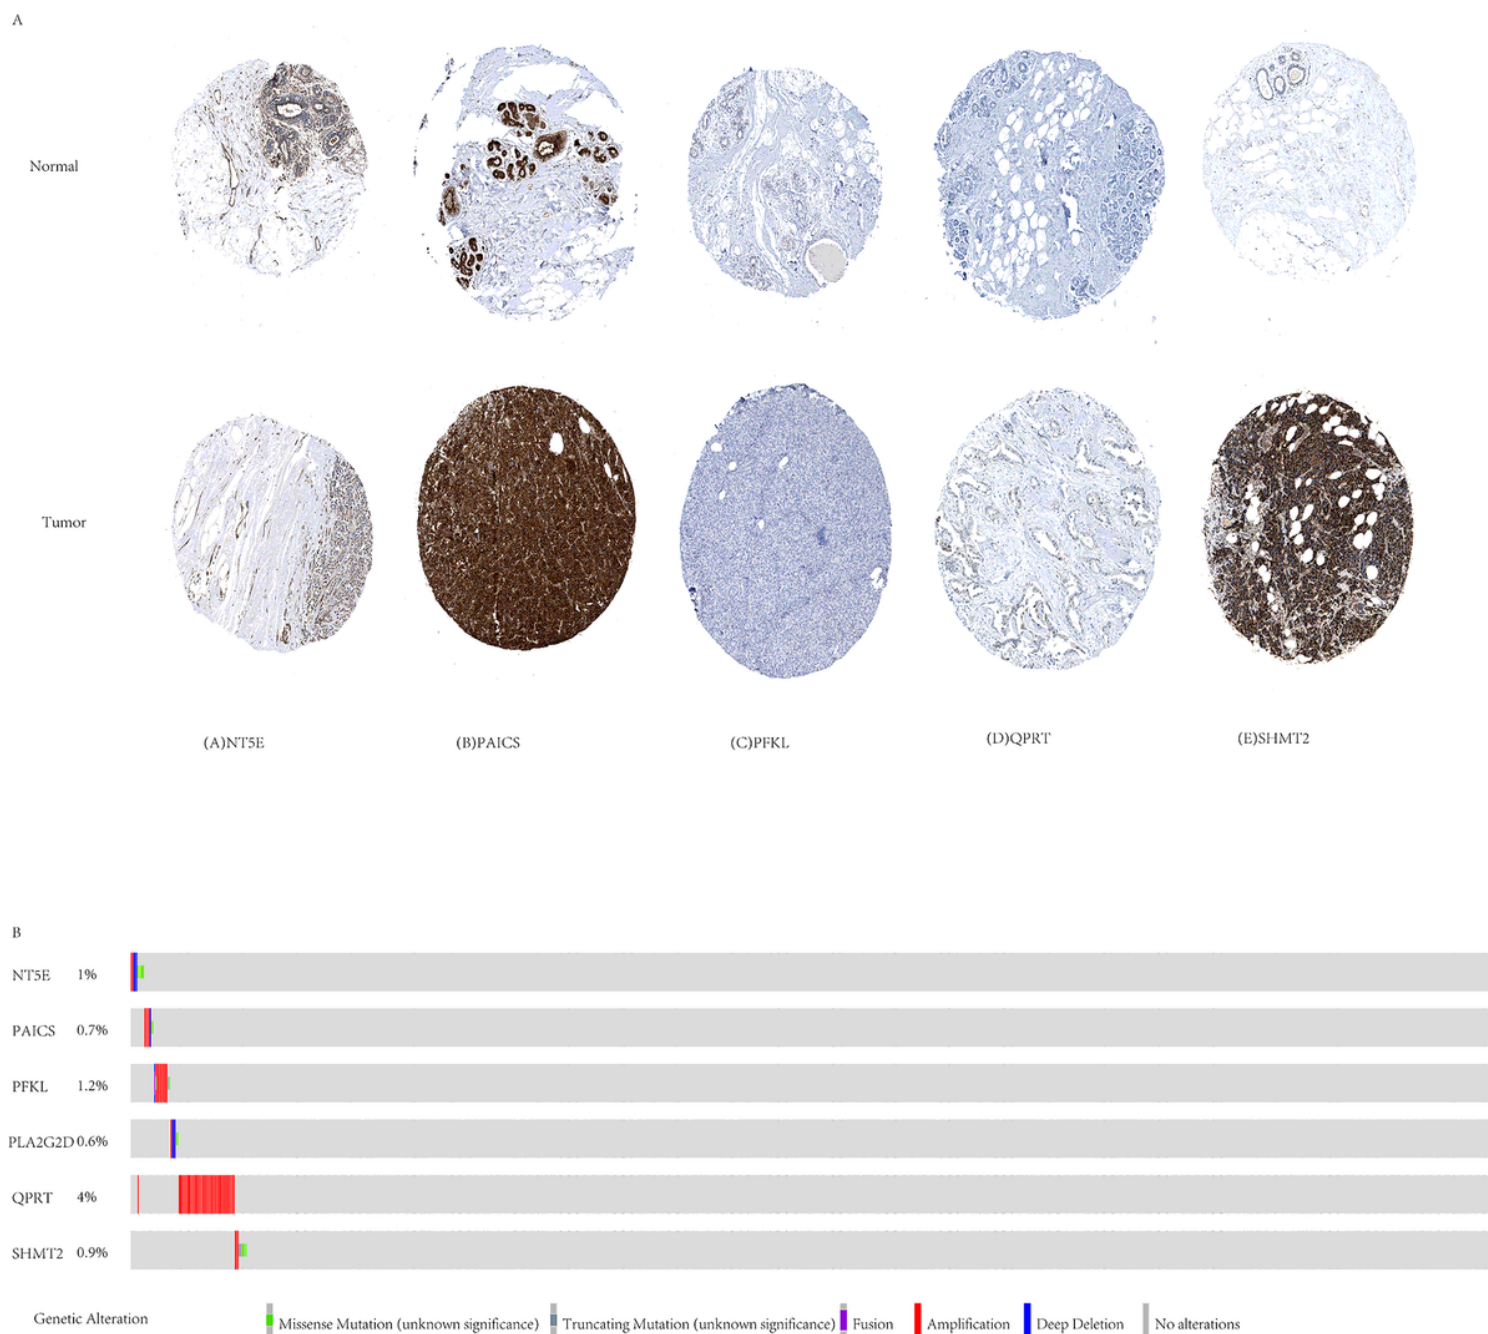 A
Normal
Tumor
(A)NT5E (B)PAICS (C)PFKL (D)QPRT (E)SHMT2
B
NT5E 1%
PAICS 0.7%
PFKL 1.2%
PLA2G2D 0.6%
QPRT 4%
SHMT2 0.9%
Genetic Alteration Missense Mutation (unknown significance) Truncating Mutation (unknown significance) Fusion Amplification Deep Deletion No alterations